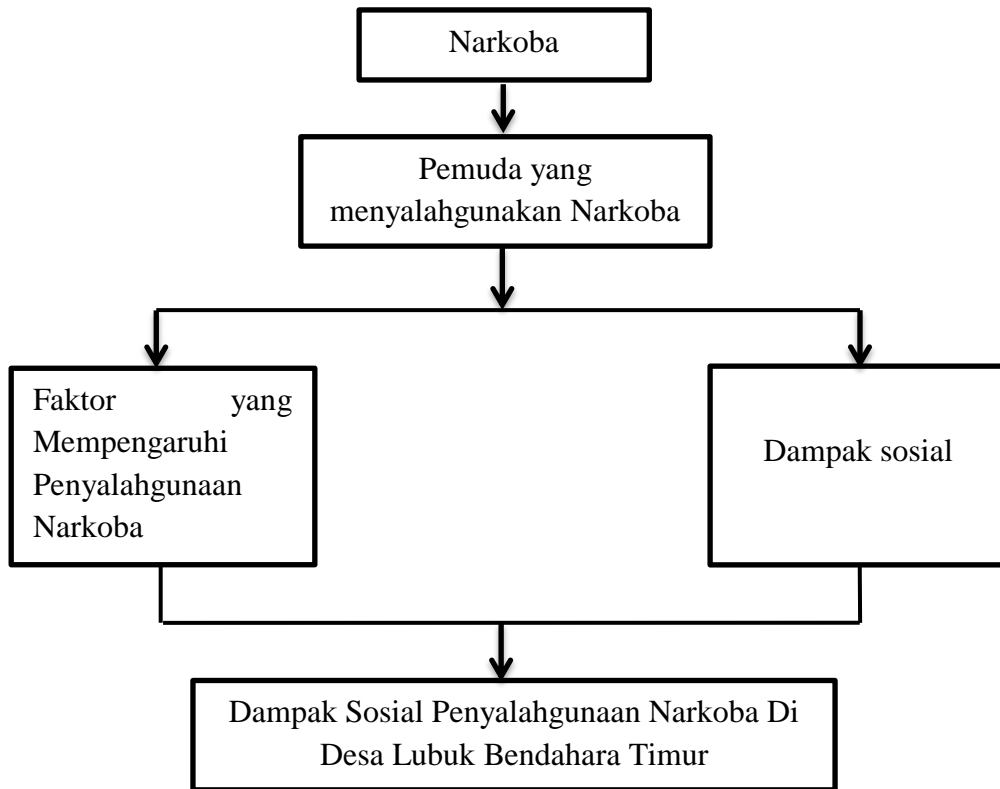 Narkoba
Pemuda yang
menyalahgunakan Narkoba
Faktor yang
Mempengaruhi
Penyalahgunaan
Narkoba
Dampak sosial
Dampak Sosial Penyalahgunaan Narkoba Di
Desa Lubuk Bendahara Timur